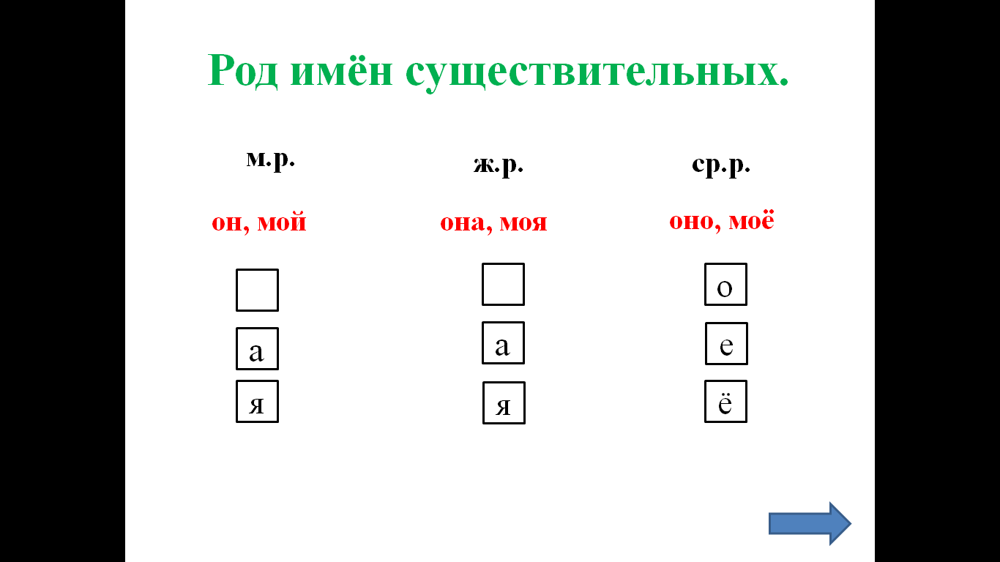 Род имён существительных.
м.р. ж.р. ср.р.
он, мой она, моя оно, моё
о
а а е
я я ё